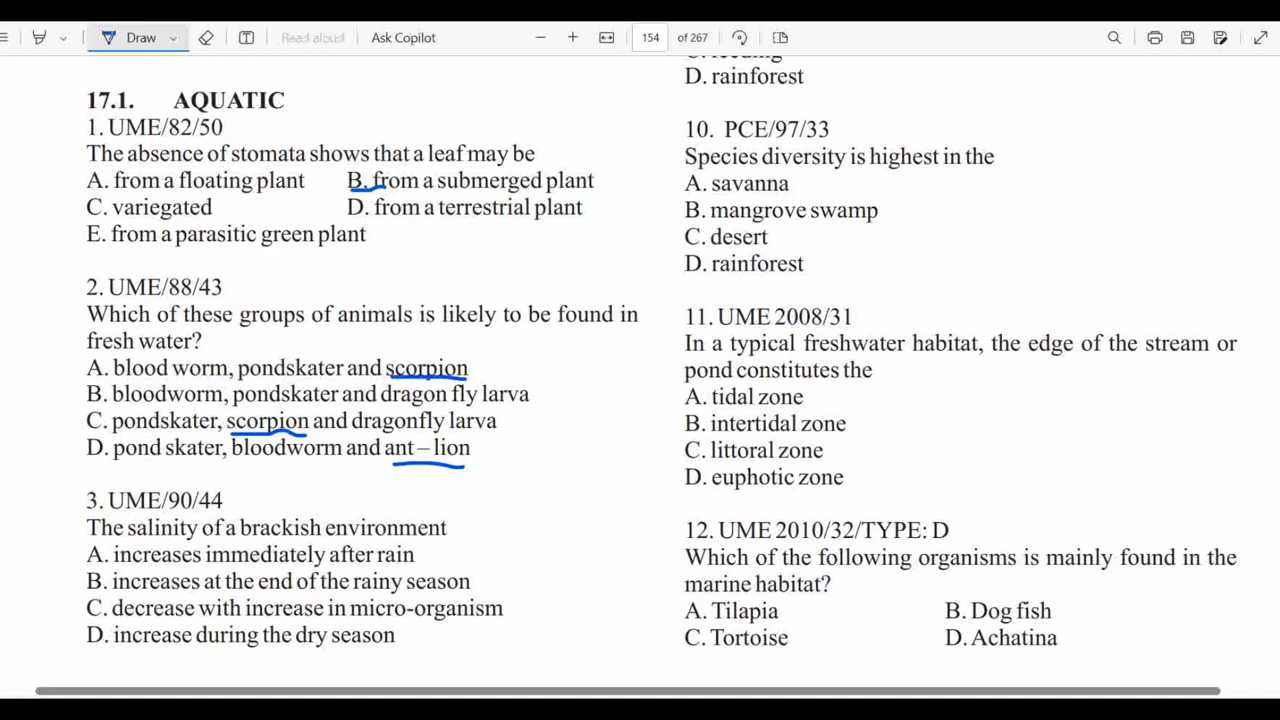 Draw
Read aloud
Ask Copilot
154 of 267
17.1. AQUATIC
1. UME/82/50
The absence of stomata shows that a leaf may be
A. from a floating plant B. from a submerged plant
C. variegated D. from a terrestrial plant
E. from a parasitic green plant
2. UME/88/43
Which of these groups of animals is likely to be found in
fresh water?
A. blood worm, pondskater and scorpion
B. bloodworm, pondskater and dragon fly larva
C. pondskater, scorpion and dragonfly larva
D. pond skater, bloodworm and ant – lion
3. UME/90/44
The salinity of a brackish environment
A. increases immediately after rain
B. increases at the end of the rainy season
C. decrease with increase in micro-organism
D. increase during the dry season
D. rainforest
10. PCE/97/33
Species diversity is highest in the
A. savanna
B. mangrove swamp
C. desert
D. rainforest
11. UME 2008/31
In a typical freshwater habitat, the edge of the stream or
pond constitutes the
A. tidal zone
B. intertidal zone
C. littoral zone
D. euphotic zone
12. UME 2010/32/TYPE: D
Which of the following organisms is mainly found in the
marine habitat?
A. Tilapia B. Dog fish
C. Tortoise D. Achatina